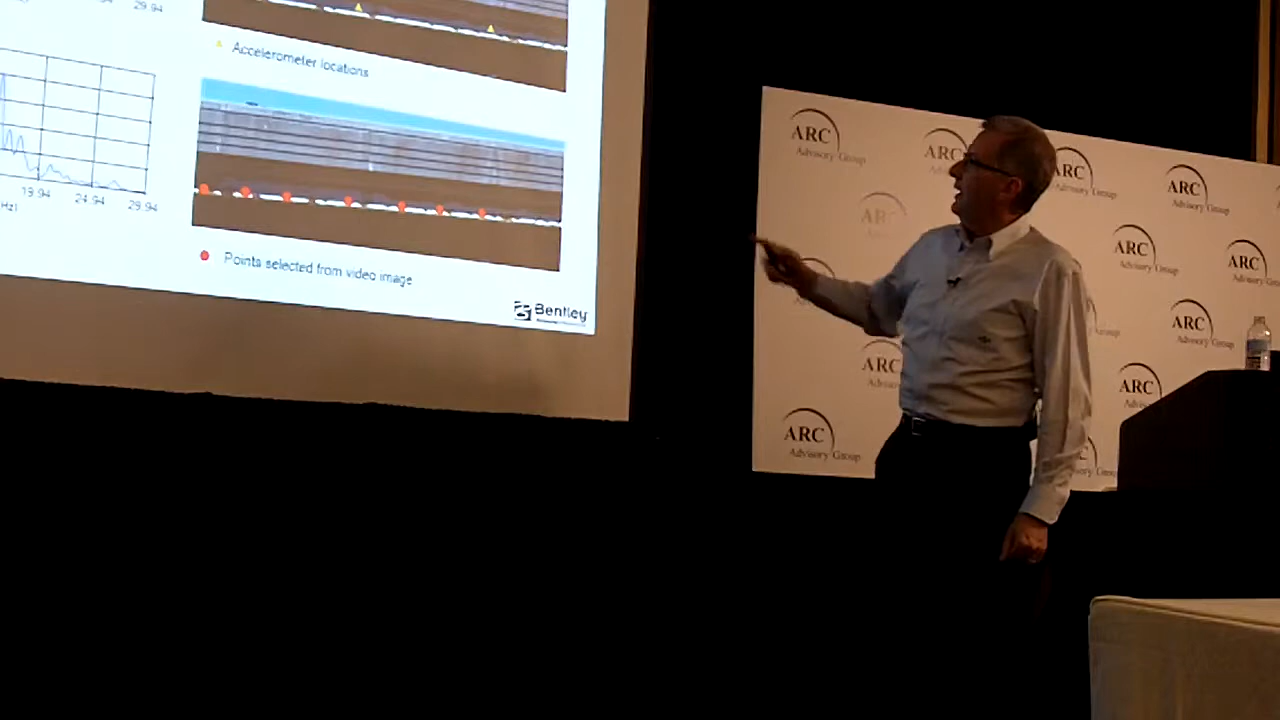 29.94
Accelerometer locations
19.94 24.94 29.94
Hz)
Points selected from video image
Bentley
ARC
Advisory Group
ARC
ARC
Advisory Group
ARC
Advisory Group
ARC
ARC
Advisory Group
ARC
Advisory Group
ARC
Advisory Group
ARC
ARC
Advisory Group